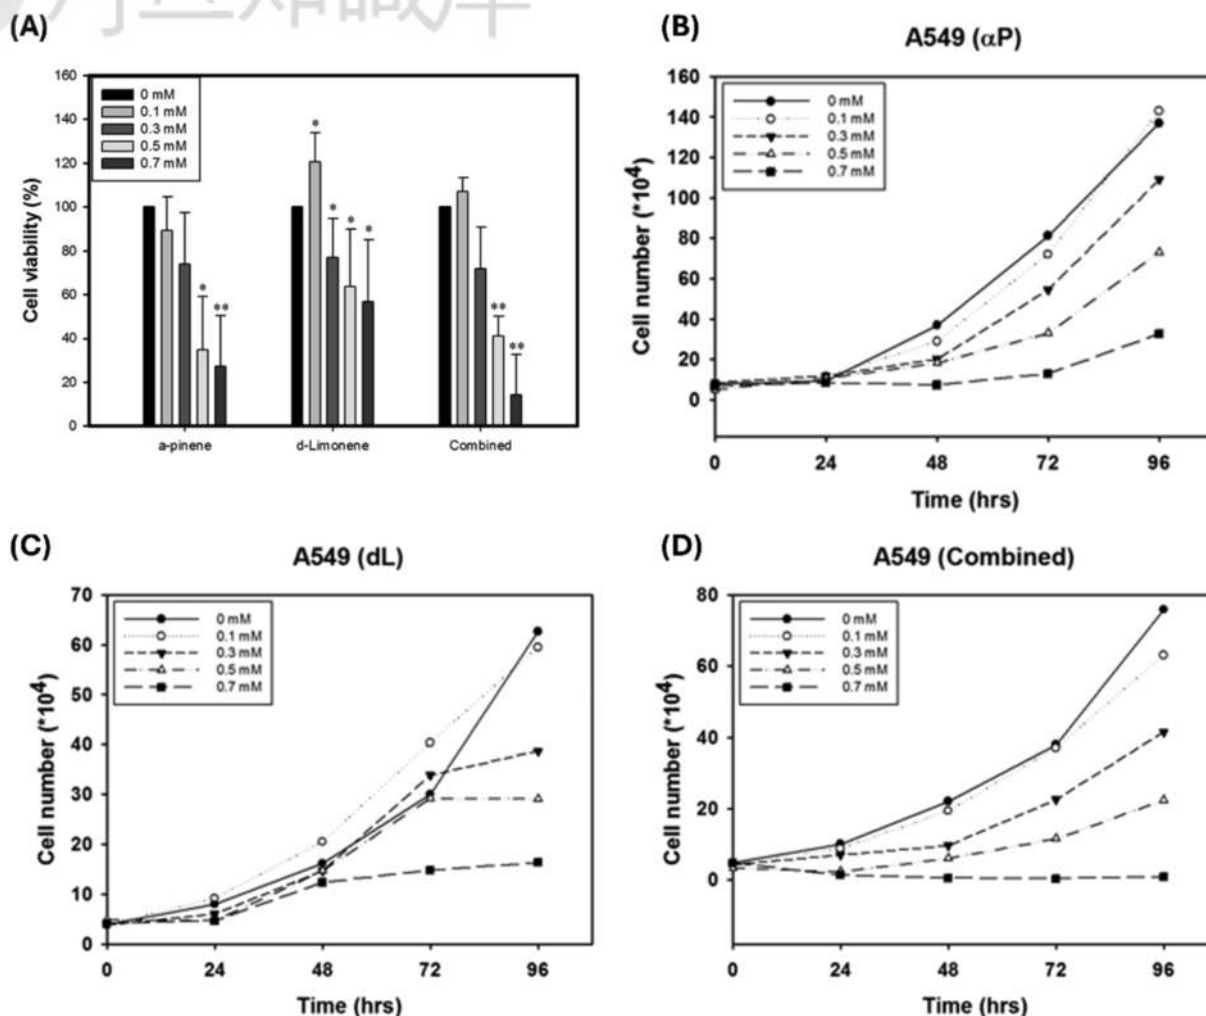 (A)
160
140
120
100
80
60
40
20
0
Cell viability (%)
0 mM
0.1 mM
0.3 mM
0.5 mM
0.7 mM
*
*
*
*
*
**
**
**
a-pinene
d-Limonene
Combined
(B)
A549 (αP)
160
140
120
100
80
60
40
20
0
Cell number (*10⁴)
0 mM
0.1 mM
0.3 mM
0.5 mM
0.7 mM
0 24 48 72 96
Time (hrs)
(C)
A549 (dL)
70
60
50
40
30
20
10
0
Cell number (*10⁴)
0 mM
0.1 mM
0.3 mM
0.5 mM
0.7 mM
0 24 48 72 96
Time (hrs)
(D)
A549 (Combined)
80
60
40
20
0
Cell number (*10⁴)
0 mM
0.1 mM
0.3 mM
0.5 mM
0.7 mM
0 24 48 72 96
Time (hrs)